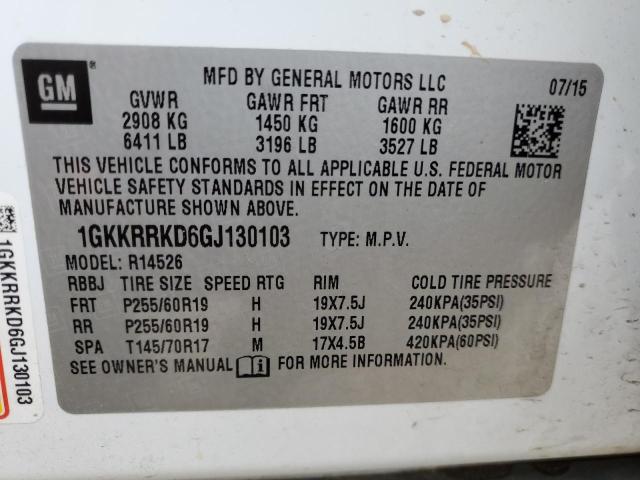 GM ®
MFD BY GENERAL MOTORS LLC 07/15
GVWR GAWR FRT GAWR RR
2908 KG 1450 KG 1600 KG
6411 LB 3196 LB 3527 LB
THIS VEHICLE CONFORMS TO ALL APPLICABLE U.S. FEDERAL MOTOR
VEHICLE SAFETY STANDARDS IN EFFECT ON THE DATE OF
MANUFACTURE SHOWN ABOVE.
1GKKRRKD6GJ130103 TYPE: M.P.V.
MODEL: R14526
RBBJ TIRE SIZE SPEED RTG RIM COLD TIRE PRESSURE
FRT P255/60R19 H 19X7.5J 240KPA(35PSI)
RR P255/60R19 H 19X7.5J 240KPA(35PSI)
SPA T145/70R17 M 17X4.5B 420KPA(60PSI)
SEE OWNER'S MANUAL i FOR MORE INFORMATION.
1GKKRRKD6GJ130103